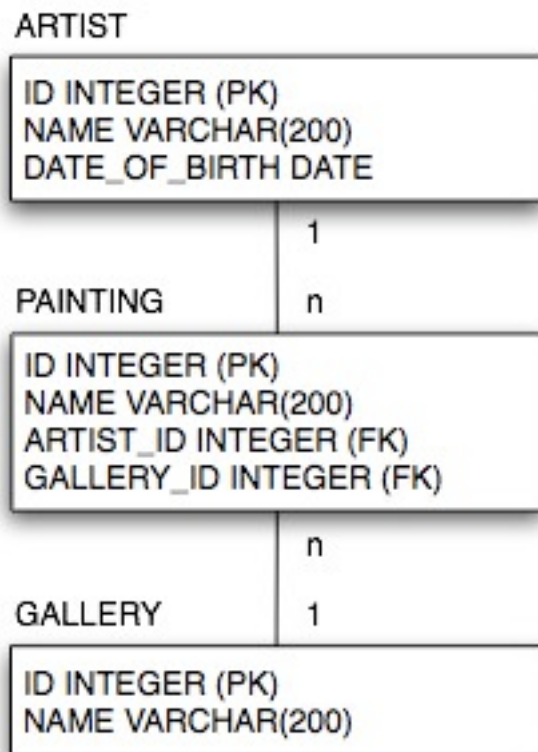 ARTIST
ID INTEGER (PK)
NAME VARCHAR(200)
DATE_OF_BIRTH DATE
1
PAINTING n
ID INTEGER (PK)
NAME VARCHAR(200)
ARTIST_ID INTEGER (FK)
GALLERY_ID INTEGER (FK)
n
GALLERY 1
ID INTEGER (PK)
NAME VARCHAR(200)